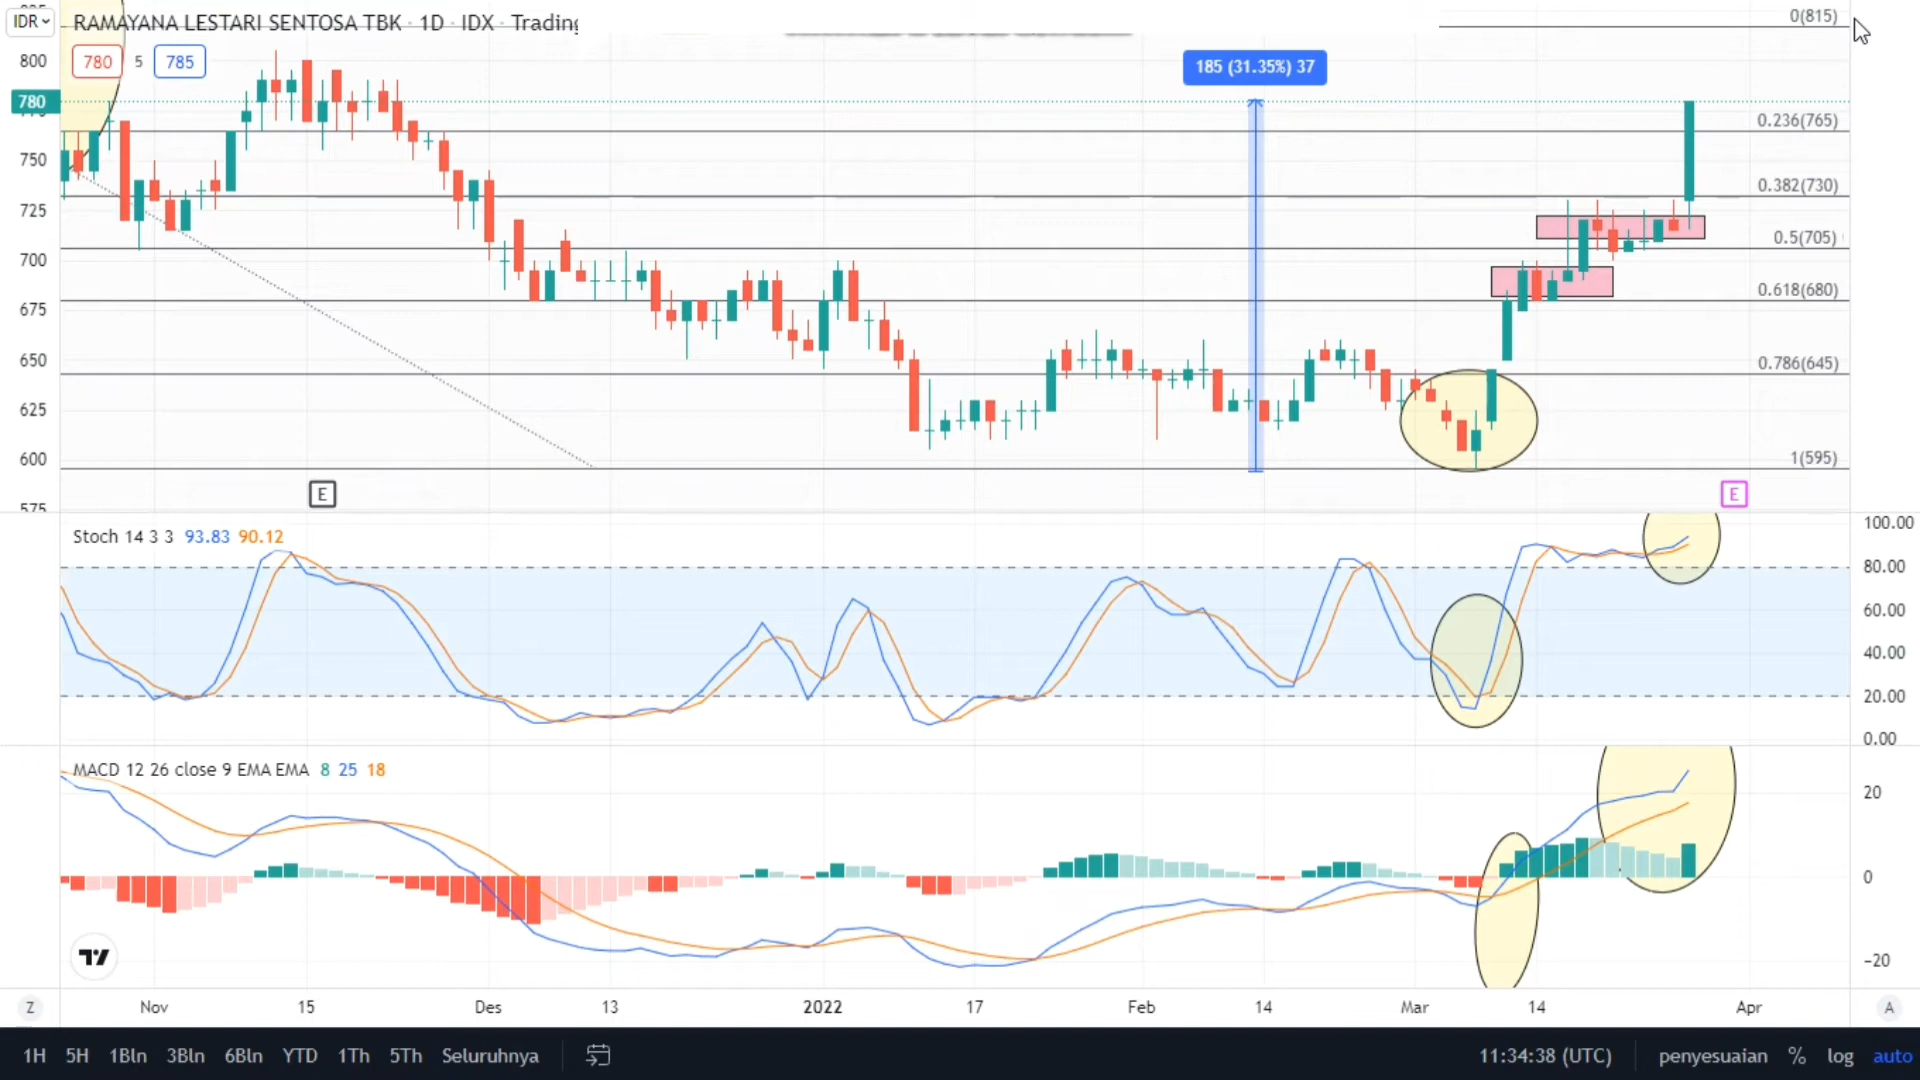 IDR
RAMAYANA LESTARI SENTOSA TBK · 1D · IDX · Trading
780 5 785
185 (31.35%) 37
0(815)
800
780
0.236(765)
750
0.382(730)
725
0.5(705)
700
0.618(680)
675
650
0.786(645)
625
600
1(595)
E
E
575
Stoch 14 3 3 93.83 90.12
100.00
80.00
60.00
40.00
20.00
0.00
MACD 12 26 close 9 EMA EMA 8 25 18
20
0
−20
Z Nov 15 Des 13 2022 17 Feb 14 Mar 14 Apr A
1H 5H 1Bln 3Bln 6Bln YTD 1Th 5Th Seluruhnya 11:34:38 (UTC) penyesuaian % log auto